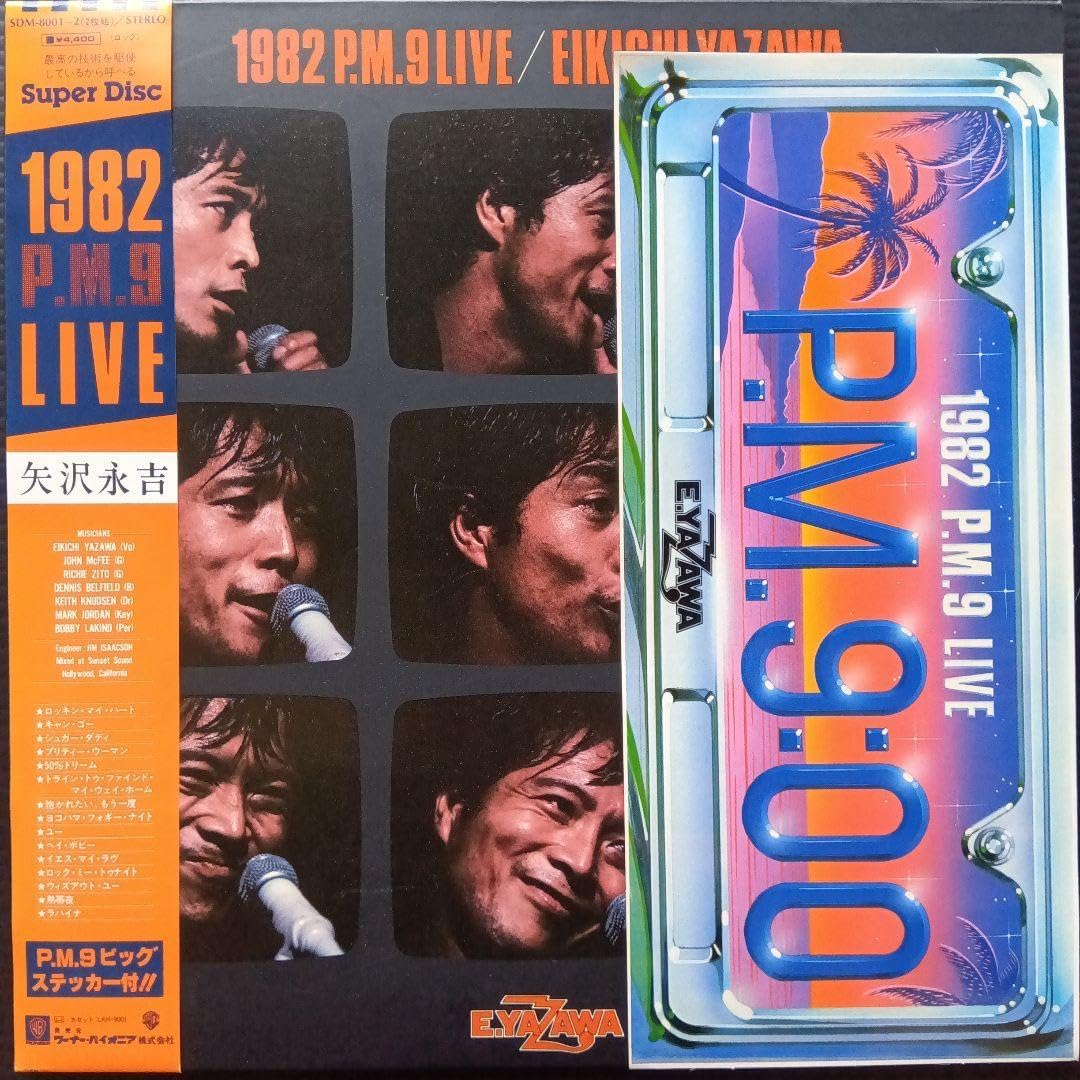 SDM-8001~2(2枚組)/STEREO
¥4,400 (ロック)
最高の技術を駆使
しているから呼べる
Super Disc
1982
P.M.9
LIVE
矢沢永吉
MUSICIANS
EIKICHI YAZAWA (Vo)
JOHN McFEE (G)
RICHIE ZITO (G)
DENNIS BELFIELD (B)
KEITH KNUDSEN (Dr)
MARK JORDAN (Key)
BOBBY LAKIND (Per)
Engineer: JIM ISAACSON
Mixed at Sunset Sound
Hollywood, California
★ロッキン・マイ・ハート
★キャン・ゴー
★シュガー・ダディ
★プリティー・ウーマン
★50%ドリーム
★トライン・トゥ・ファインド・
マイ・ウェイ・ホーム
★抱かれたい、もう一度
★ヨコハマ・フォギー・ナイト
★ユー
★ヘイ・ボビー
★イエス・マイ・ラヴ
★ロック・ミー・トゥナイト
★ウィズアウト・ユー
★熱帯夜
★ラハイナ
P.M.9ビッグ
ステッカー付!!
カセット:LKH-9001
発売元
ワーナー・パイオニア株式会社
1982 P.M.9 LIVE / EIKICHI YAZAWA
E.YAZAWA
1982 P.M.9 LIVE
P.M.9:00
E.YAZAWA